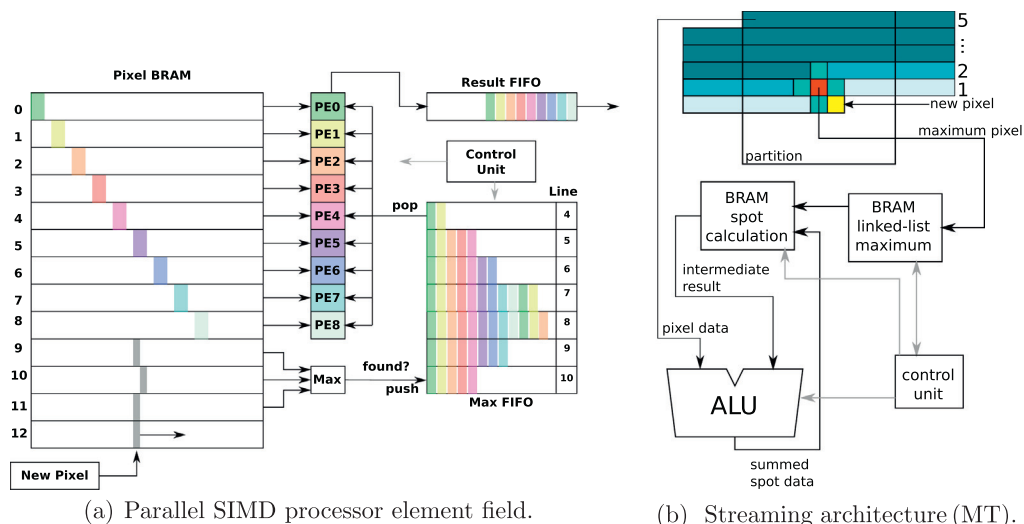 Pixel BRAM
0
1
2
3
4
5
6
7
8
9
10
11
12
New Pixel
PE0
PE1
PE2
PE3
PE4
PE5
PE6
PE7
PE8
Max
found?
push
pop
Result FIFO
Control
Unit
Line
4
5
6
7
8
9
10
Max FIFO
(a) Parallel SIMD processor element field.
5
...
2
1
new pixel
maximum pixel
partition
BRAM
spot
calculation
BRAM
linked-list
maximum
intermediate
result
pixel data
control
unit
ALU
summed
spot data
(b) Streaming architecture (MT).